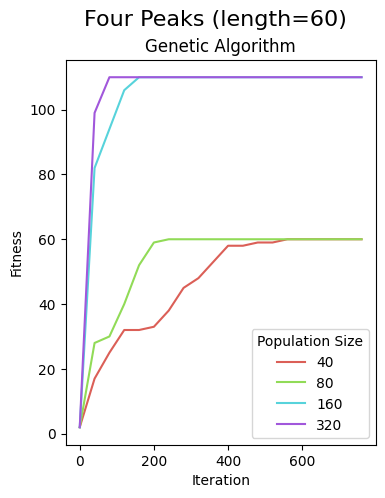 Four Peaks (length=60)
Genetic Algorithm
Fitness
100
80
60
40
20
0
Population Size
40
80
160
320
0
200
400
600
Iteration